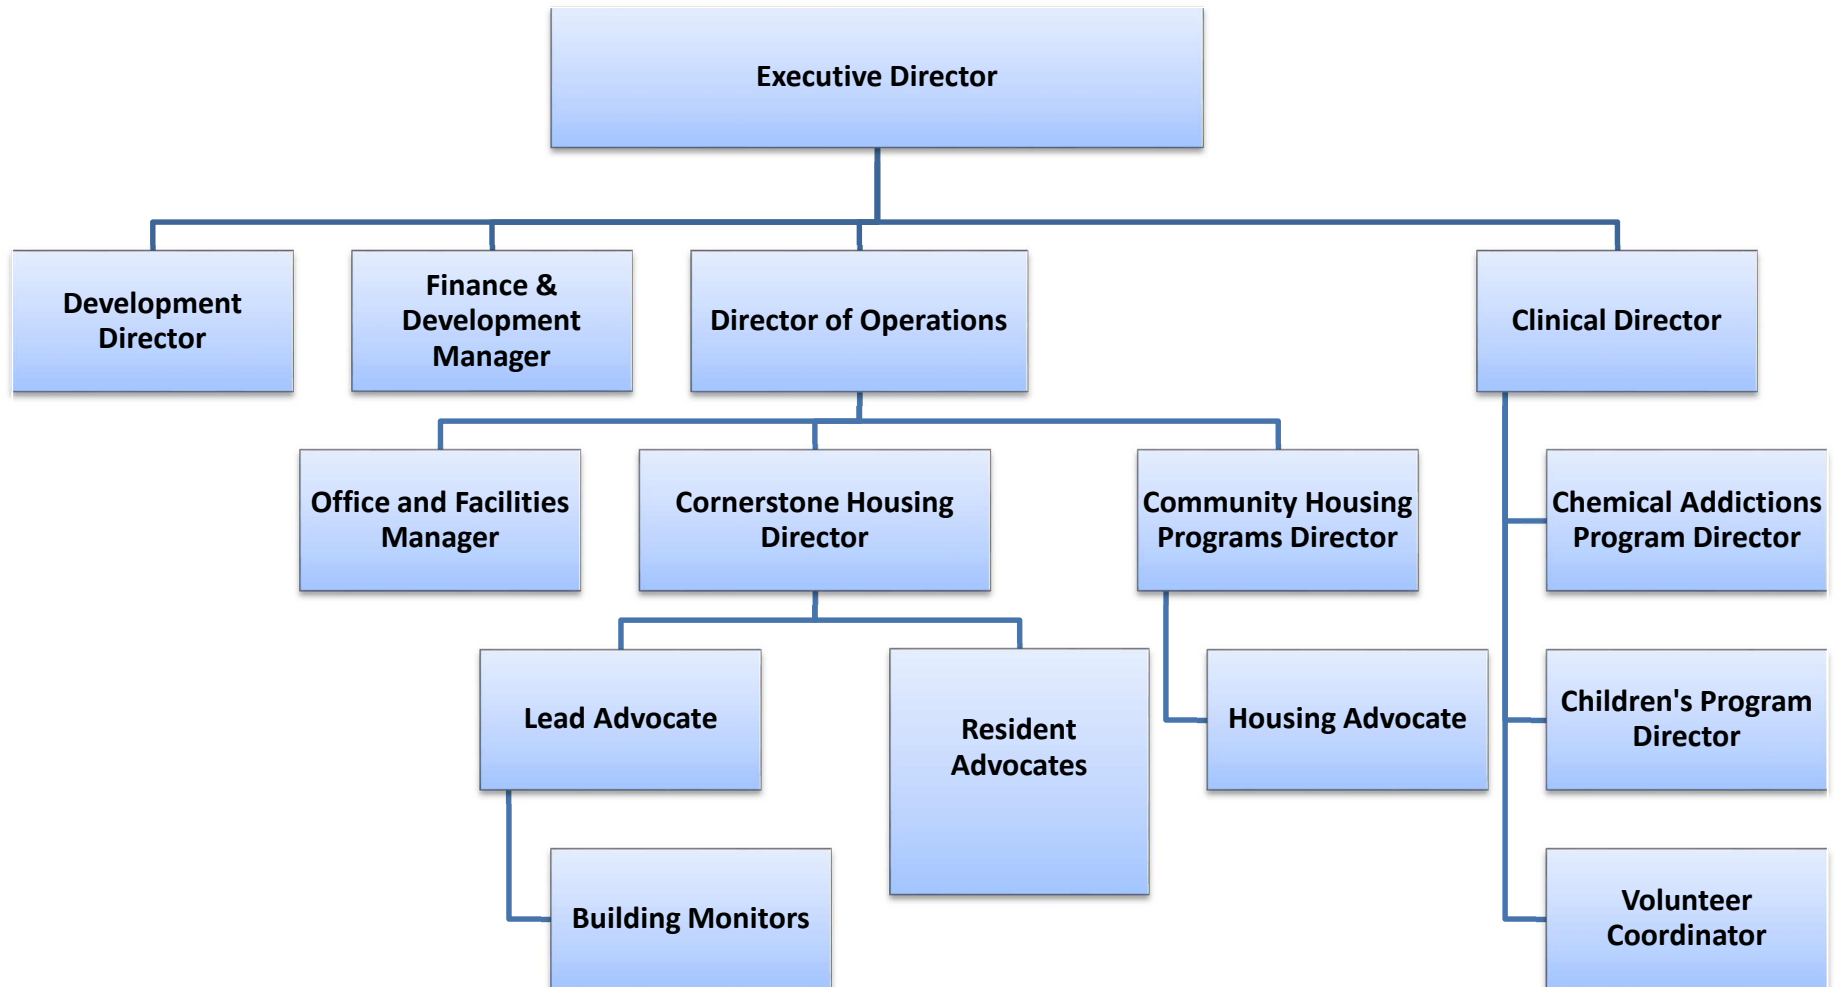 Executive Director
Development
Director
Finance &
Development
Manager
Director of Operations
Clinical Director
Office and Facilities
Manager
Cornerstone Housing
Director
Community Housing
Programs Director
Chemical Addictions
Program Director
Lead Advocate
Resident
Advocates
Housing Advocate
Children's Program
Director
Building Monitors
Volunteer
Coordinator